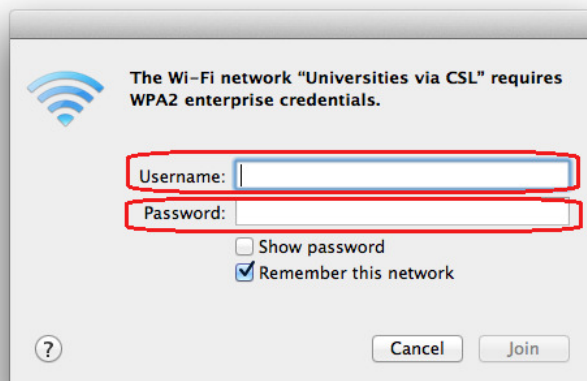 The Wi-Fi network “Universities via CSL” requires
WPA2 enterprise credentials.
Username:
Password:
Show password
Remember this network
?
Cancel
Join